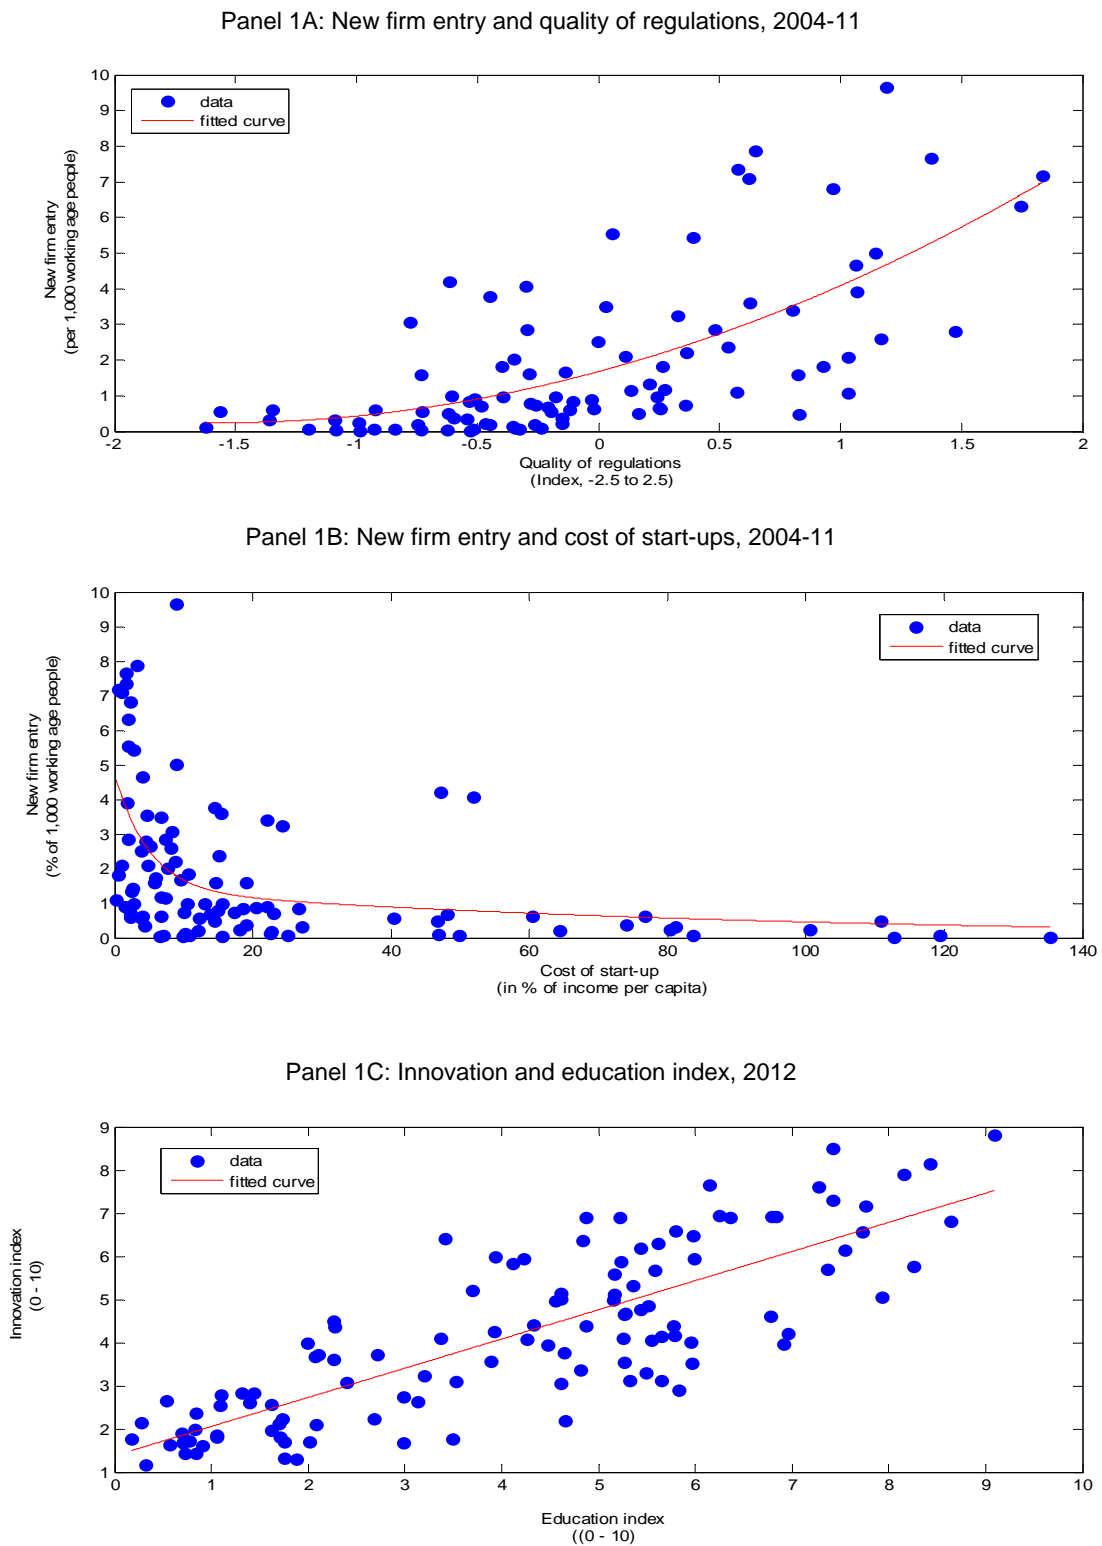 Panel 1A: New firm entry and quality of regulations, 2004-11
data
fitted curve
New firm entry
(per 1,000 working age people)
10
9
8
7
6
5
4
3
2
1
0
-2 -1.5 -1 -0.5 0 0.5 1 1.5 2
Quality of regulations
(Index, -2.5 to 2.5)
Panel 1B: New firm entry and cost of start-ups, 2004-11
data
fitted curve
New firm entry
(% of 1,000 working age people)
10
9
8
7
6
5
4
3
2
1
0
0 20 40 60 80 100 120 140
Cost of start-up
(in % of income per capita)
Panel 1C: Innovation and education index, 2012
data
fitted curve
Innovation index
(0 - 10)
9
8
7
6
5
4
3
2
1
0 1 2 3 4 5 6 7 8 9 10
Education index
((0 - 10)